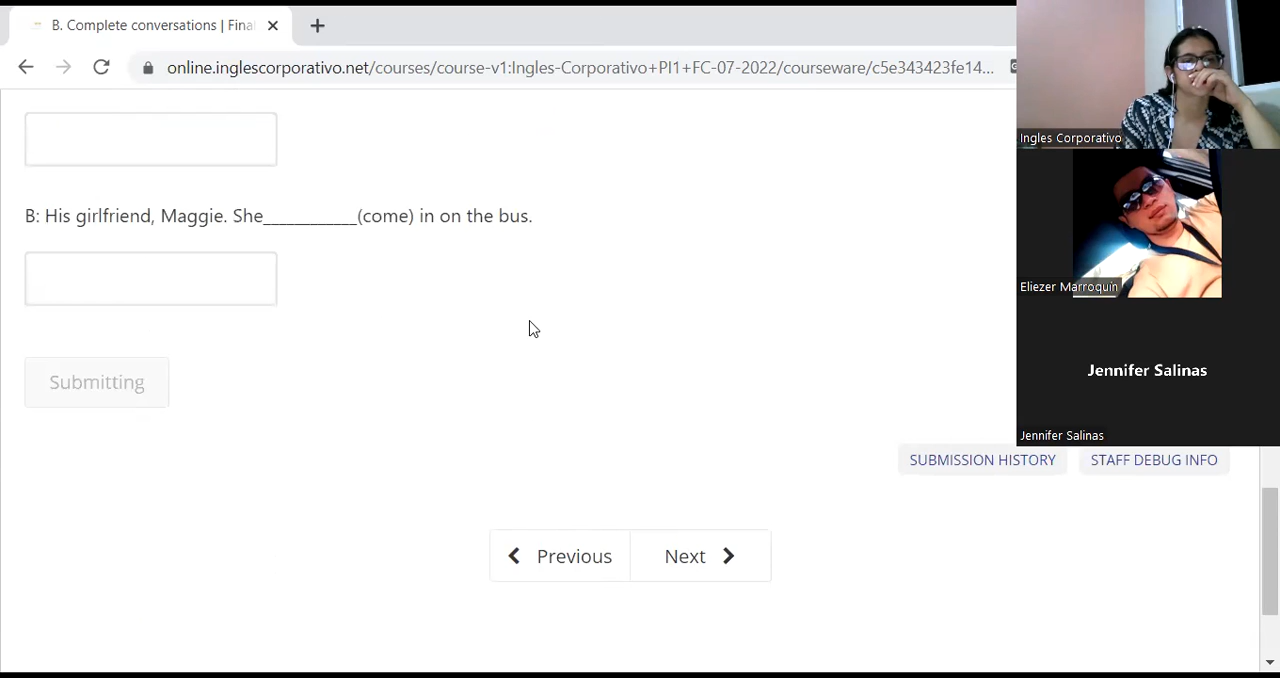 B. Complete conversations | Fina
online.inglescorporativo.net/courses/course-v1:Ingles-Corporativo+PI1+FC-07-2022/courseware/c5e343423fe14...
B: His girlfriend, Maggie. She____________(come) in on the bus.
Submitting
SUBMISSION HISTORY
STAFF DEBUG INFO
Previous
Next
Ingles Corporativo
Eliezer Marroquin
Jennifer Salinas
Jennifer Salinas